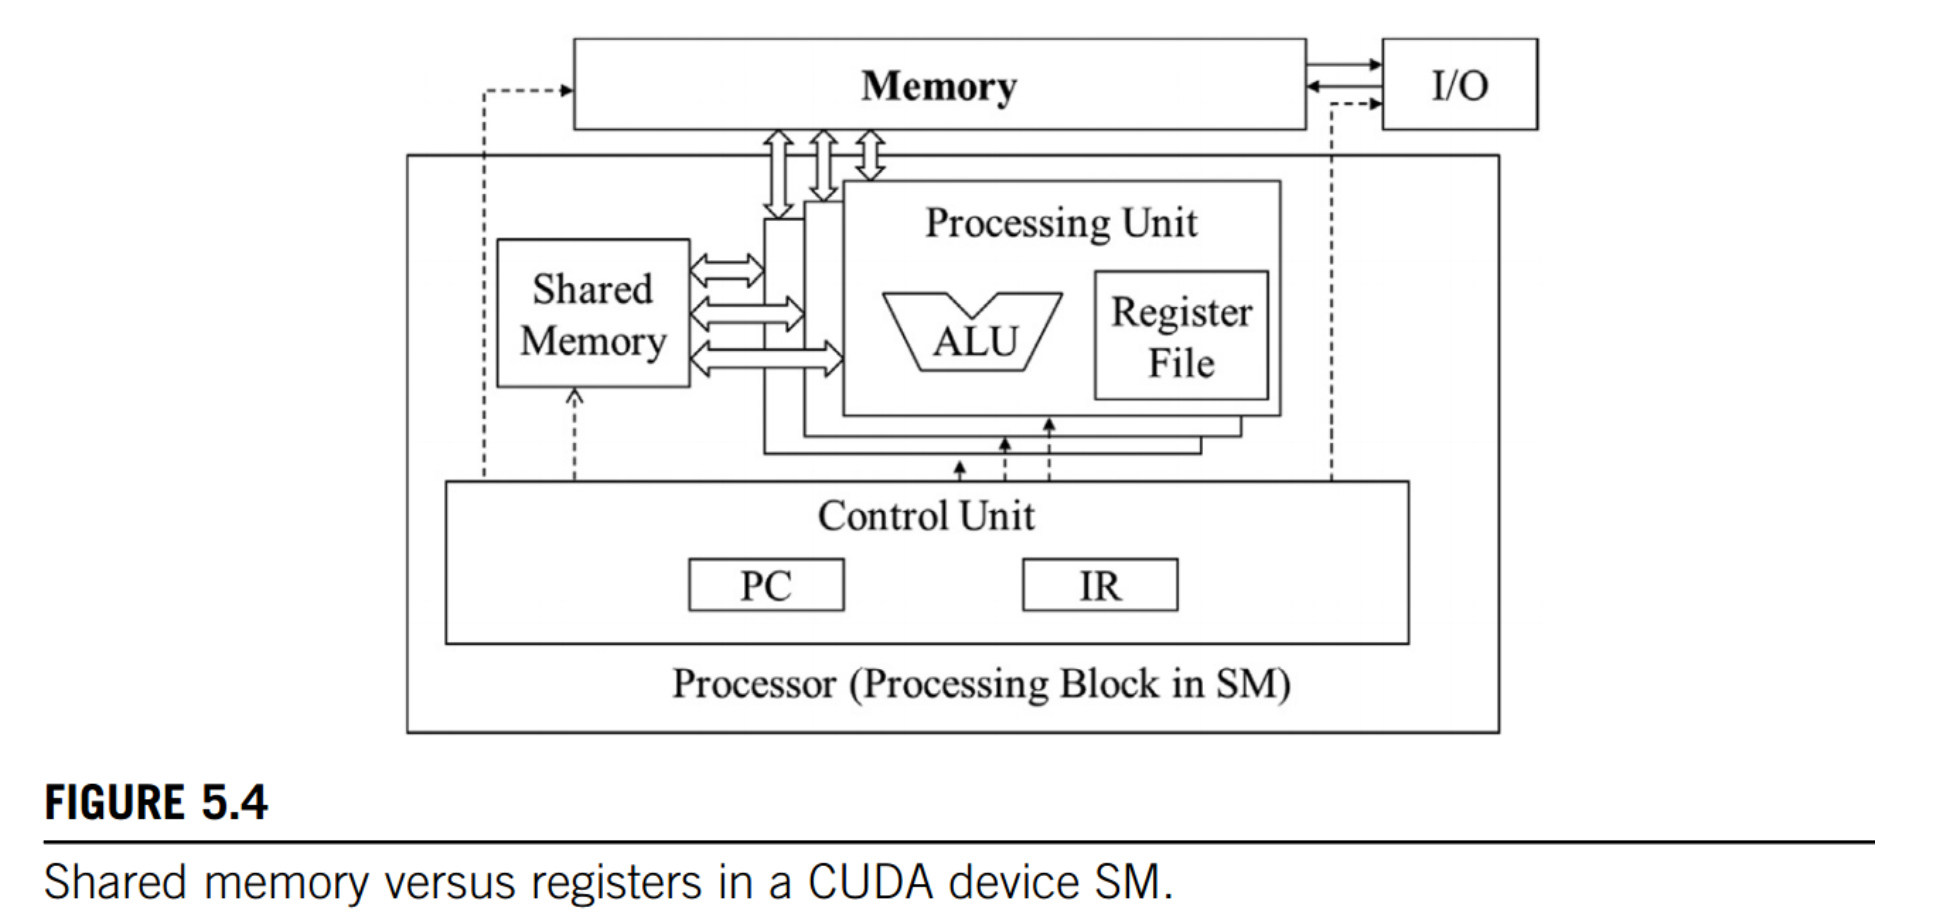 Memory
I/O
Processing Unit
Shared
Memory
ALU
Register
File
Control Unit
PC
IR
Processor (Processing Block in SM)
FIGURE 5.4
Shared memory versus registers in a CUDA device SM.